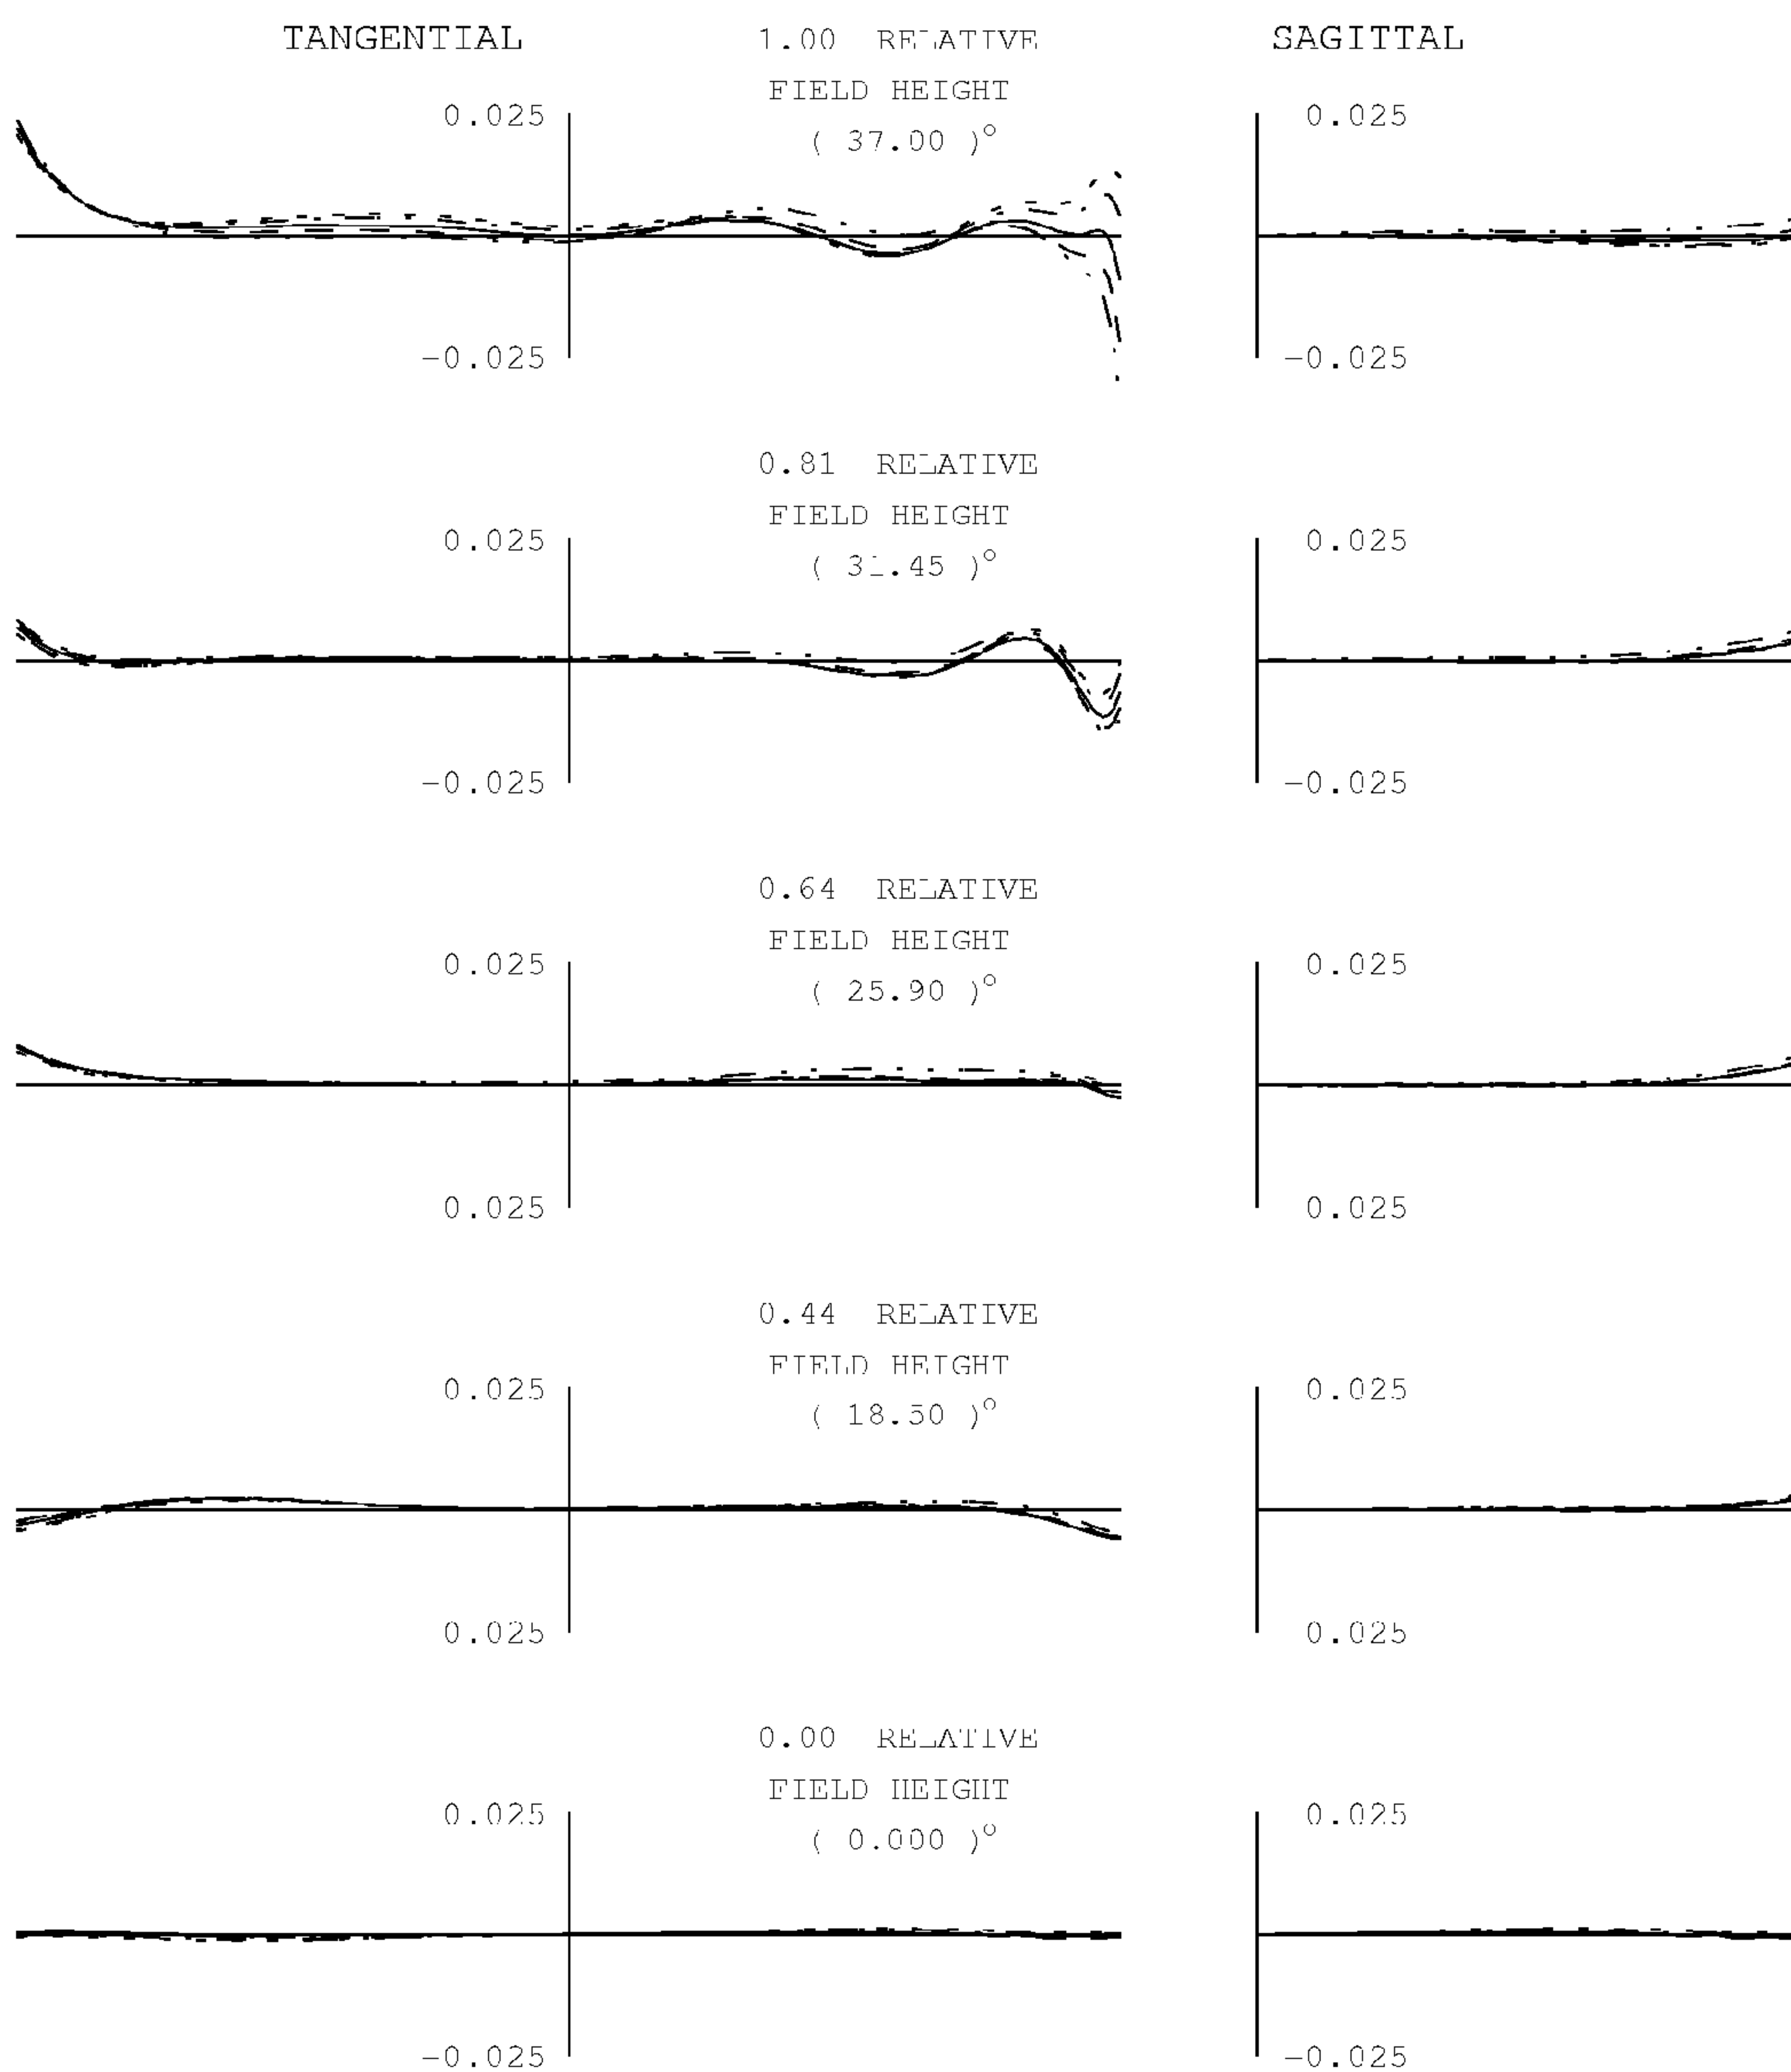 TANGENTIAL
1.00 RELATIVE
FIELD HEIGHT
( 37.00 )°
SAGITTAL
0.025
0.025
-0.025
-0.025
0.81 RELATIVE
FIELD HEIGHT
( 31.45 )°
0.025
0.025
-0.025
-0.025
0.64 RELATIVE
FIELD HEIGHT
( 25.90 )°
0.025
0.025
0.025
0.025
0.44 RELATIVE
FIELD HEIGHT
( 18.50 )°
0.025
0.025
0.025
0.025
0.00 RELATIVE
FIELD HEIGHT
( 0.000 )°
0.025
0.025
-0.025
-0.025